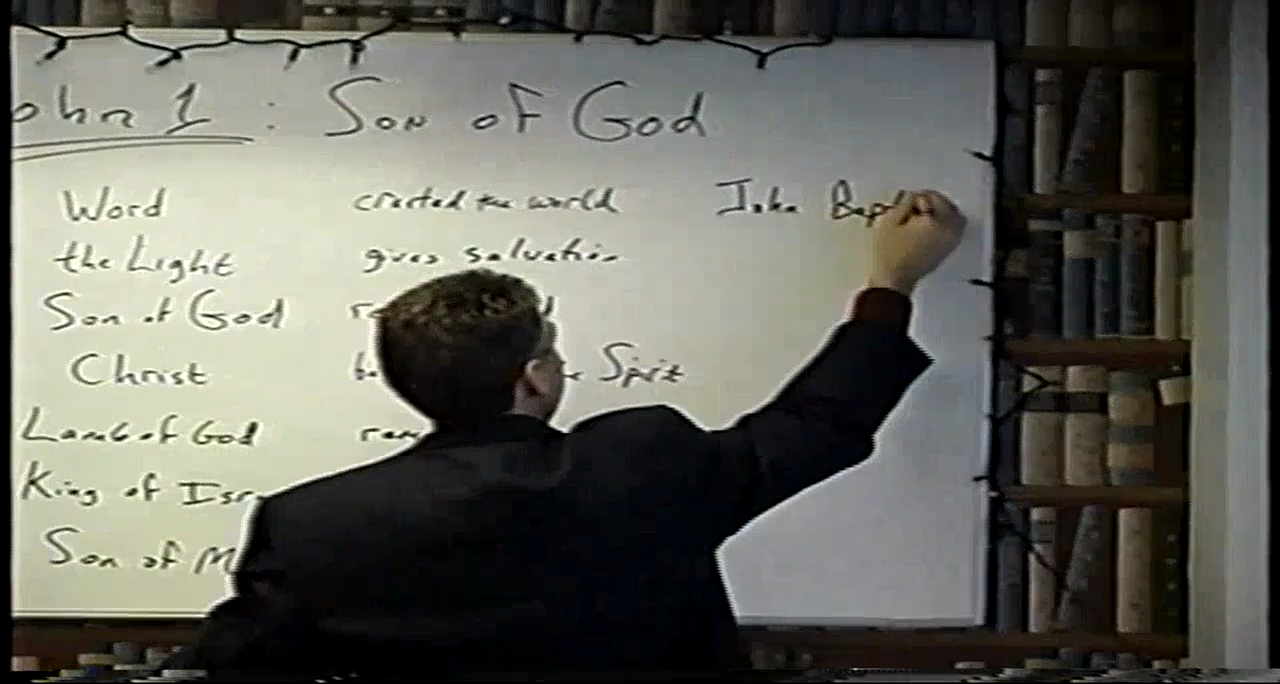 ohn 1 : Son of God
Word created the world John Bapti
the Light gives salvation
Son of God
Christ Spirit
Lamb of God
King of Isr
Son of M